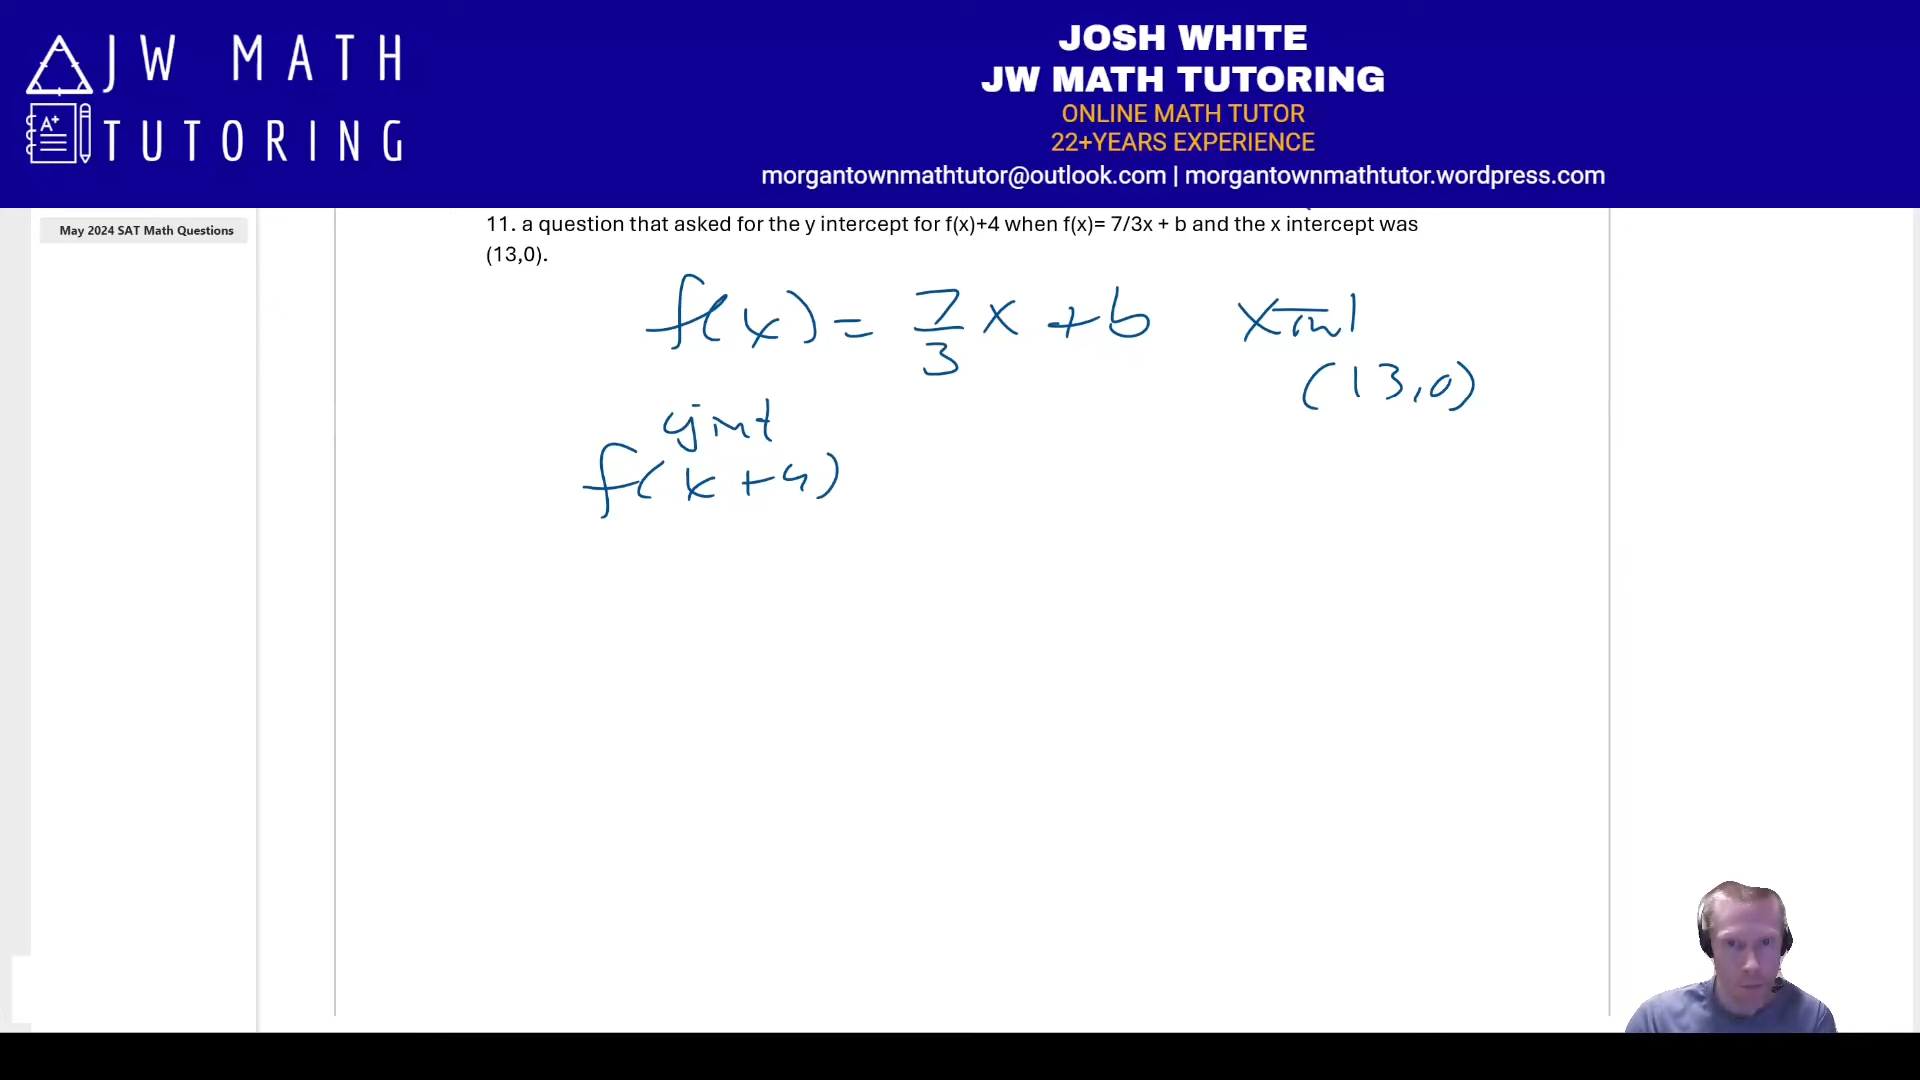 JW MATH
TUTORING
A+
JOSH WHITE
JW MATH TUTORING
ONLINE MATH TUTOR
22+YEARS EXPERIENCE
morgantownmathtutor@outlook.com | morgantownmathtutor.wordpress.com
May 2024 SAT Math Questions
11. a question that asked for the y intercept for f(x)+4 when f(x)= 7/3x + b and the x intercept was
(13,0).
f(x) = 7/3 x + b x int
(13,0)
y int
f(x+4)